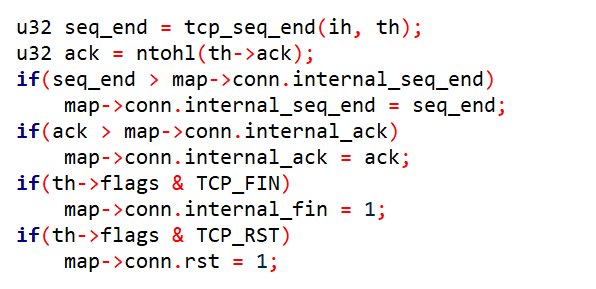 u32 seq_end = tcp_seq_end(ih, th);
u32 ack = ntohl(th->ack);
if(seq_end > map->conn.internal_seq_end)
    map->conn.internal_seq_end = seq_end;
if(ack > map->conn.internal_ack)
    map->conn.internal_ack = ack;
if(th->flags & TCP_FIN)
    map->conn.internal_fin = 1;
if(th->flags & TCP_RST)
    map->conn.rst = 1;